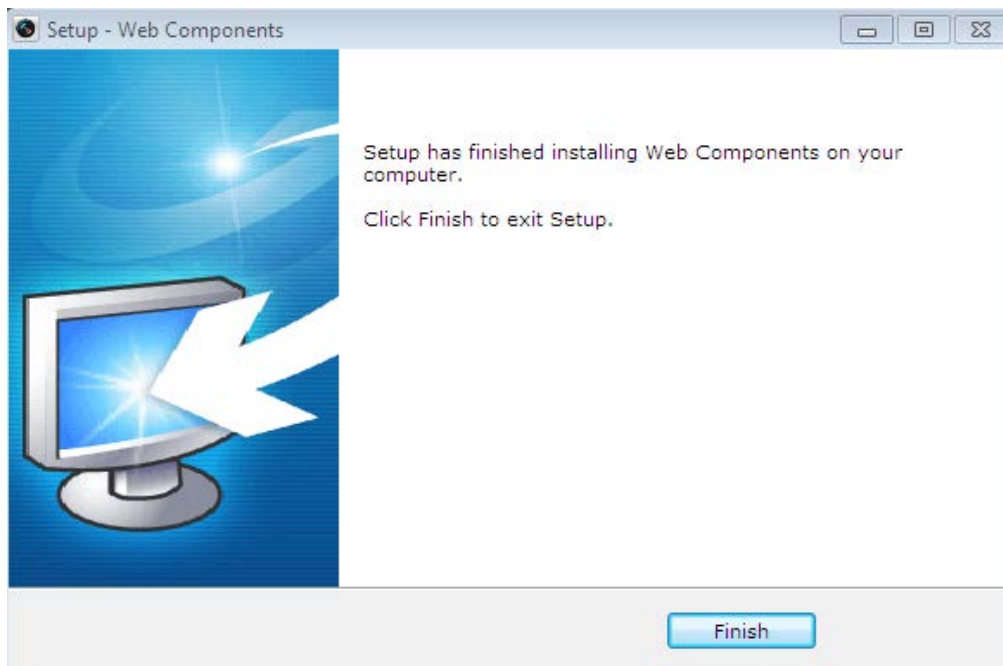 Setup - Web Components
Setup has finished installing Web Components on your
computer.
Click Finish to exit Setup.
Finish